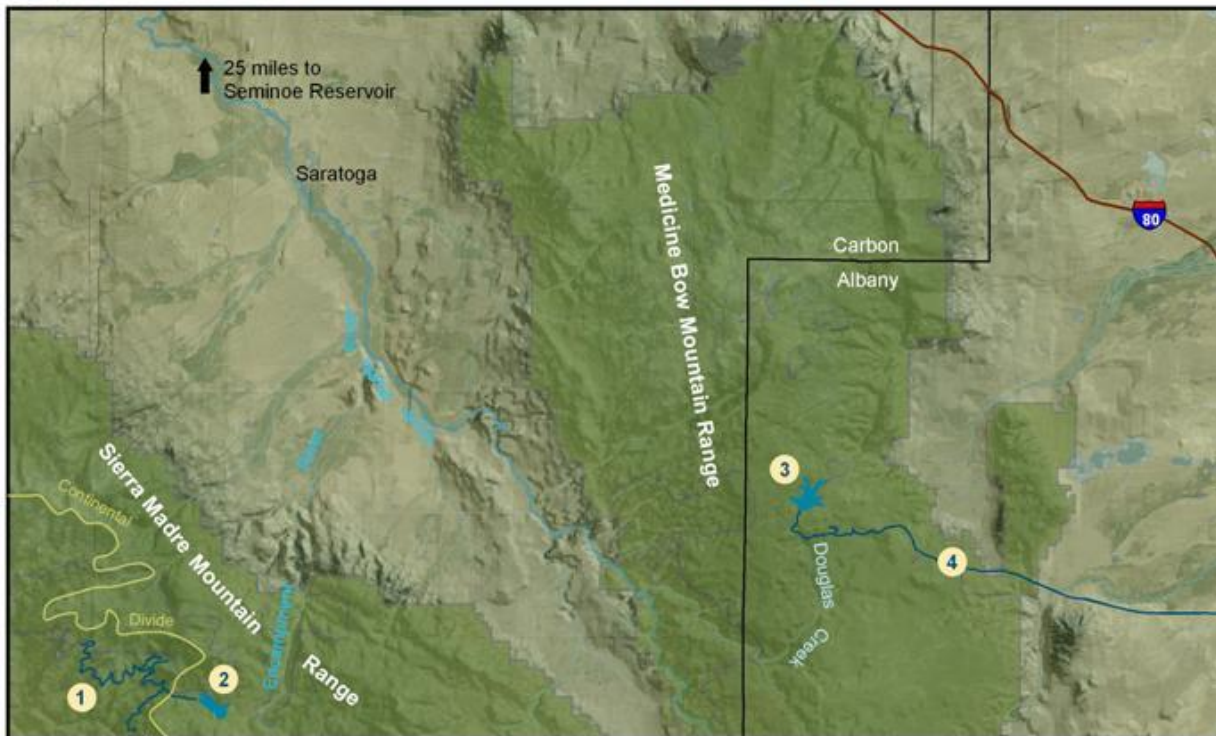 25 miles to
Seminoe Reservoir
Saratoga
Medicine Bow Mountain Range
80
Carbon
Albany
Sierra Madre Mountain
Range
Continental
Divide
Encampment
River
3
4
Douglas
Creek
1
2